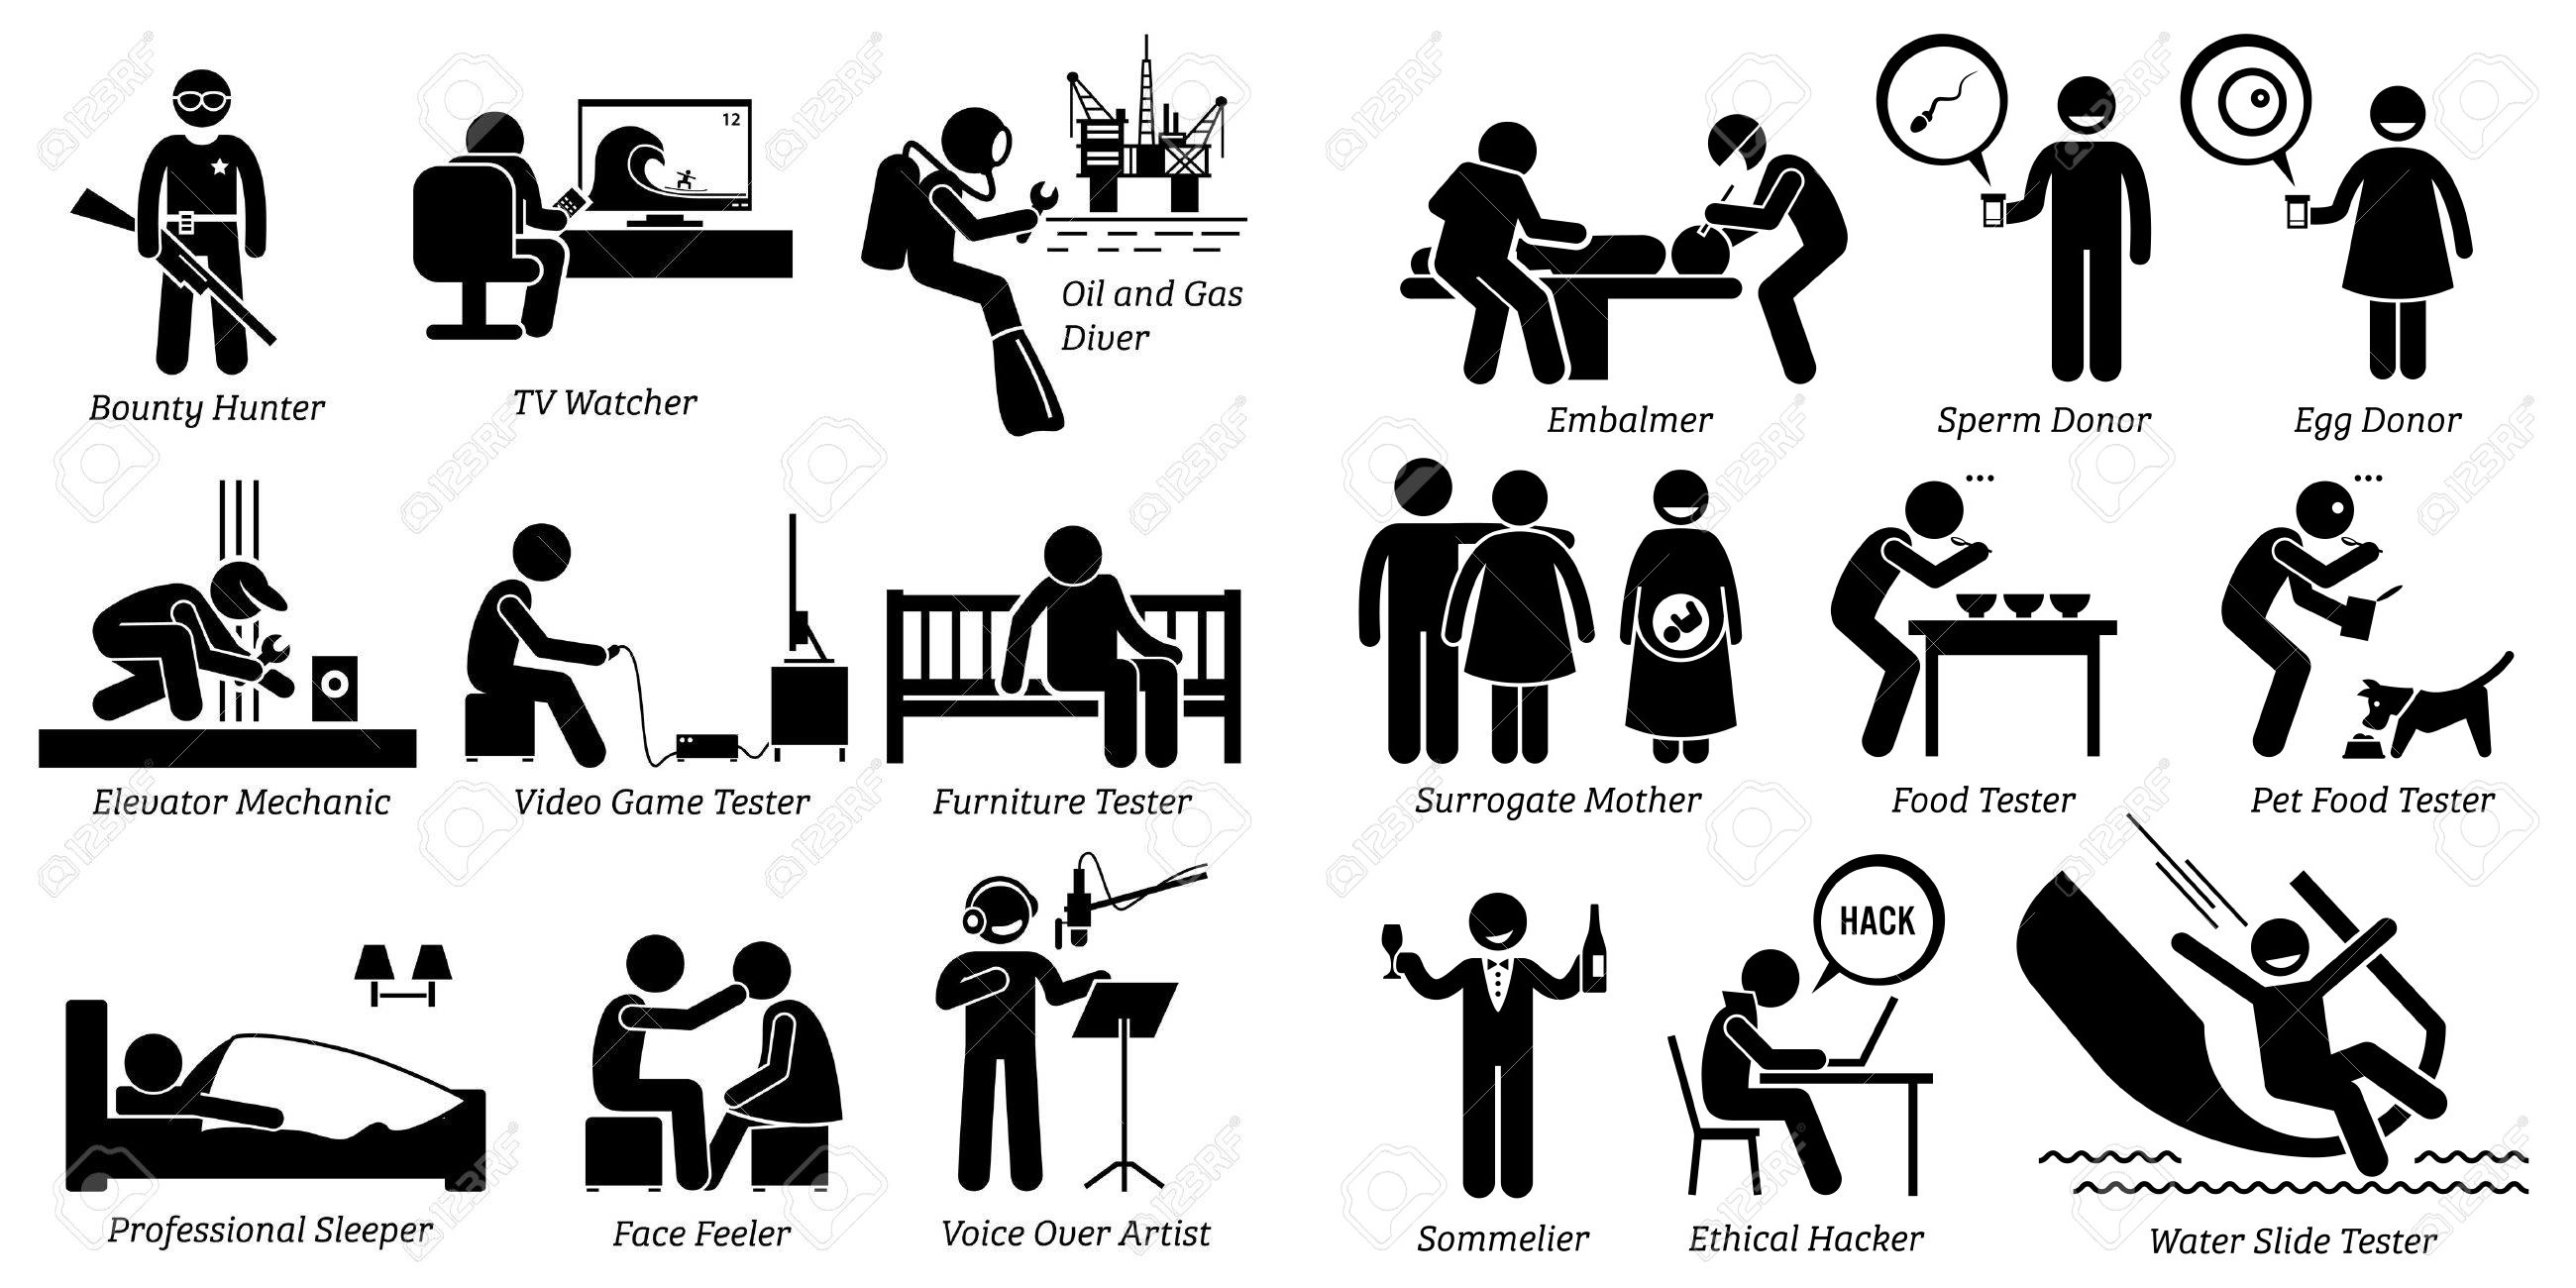 12
Oil and Gas
Diver
Bounty Hunter
TV Watcher
Embalmer
Sperm Donor
Egg Donor
Elevator Mechanic
Video Game Tester
Furniture Tester
Surrogate Mother
Food Tester
Pet Food Tester
HACK
Professional Sleeper
Face Feeler
Voice Over Artist
Sommelier
Ethical Hacker
Water Slide Tester
123RF